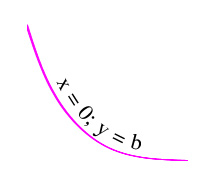 x = 0; y = b